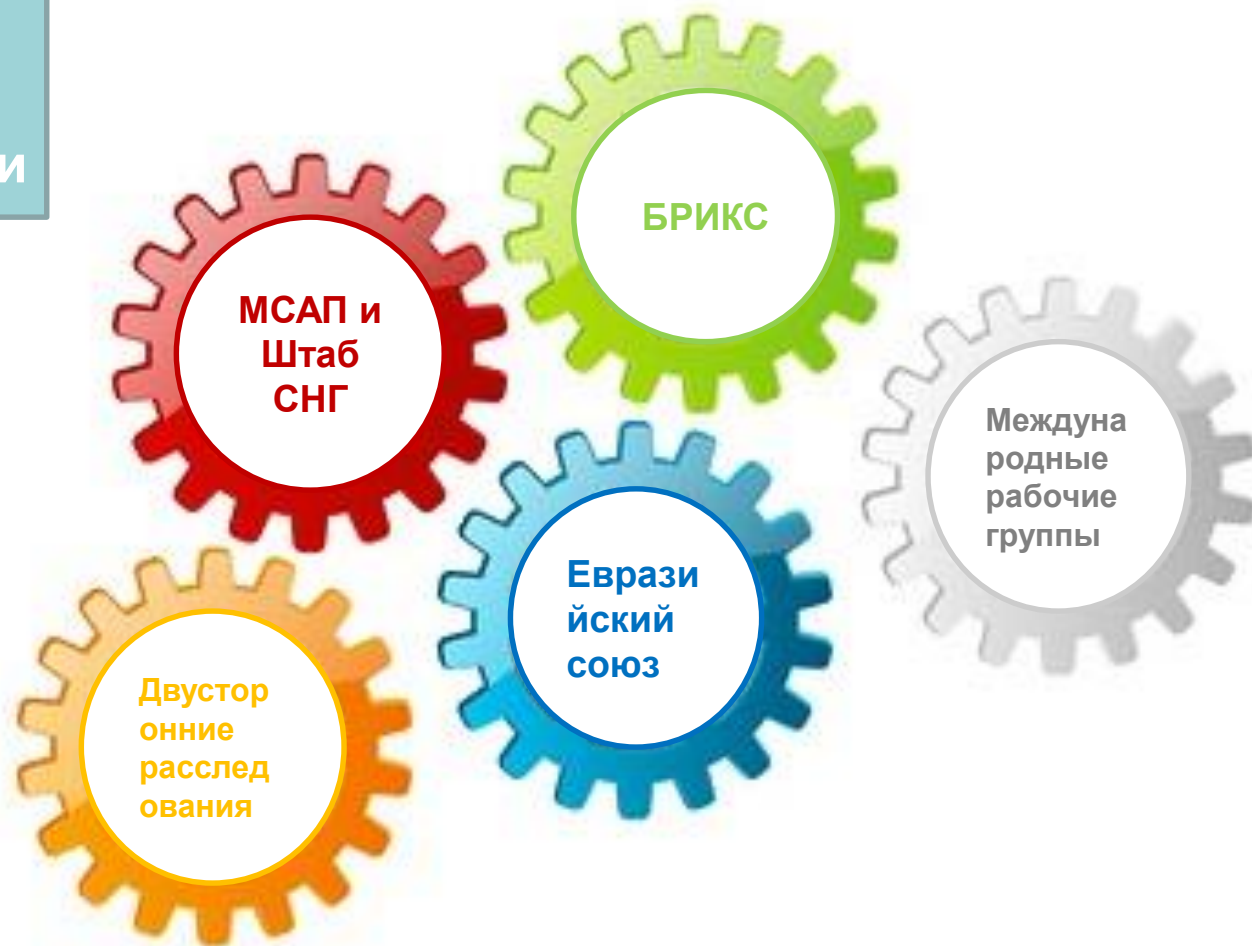 и
БРИКС
МСАП и
Штаб
СНГ
Междуна
родные
рабочие
группы
Еврази
йский
союз
Двустор
онние
расслед
ования